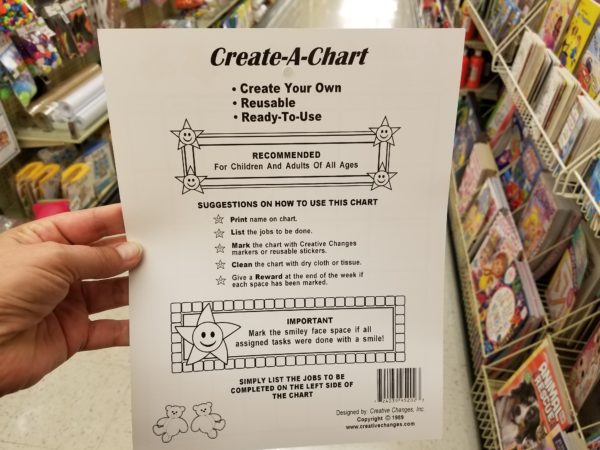 Create-A-Chart
• Create Your Own
• Reusable
• Ready-To-Use
RECOMMENDED
For Children And Adults Of All Ages
SUGGESTIONS ON HOW TO USE THIS CHART
Print name on chart.
List the jobs to be done.
Mark the chart with Creative Changes
markers or reusable stickers.
Clean the chart with dry cloth or tissue.
Give a Reward at the end of the week if
each space has been marked.
IMPORTANT
Mark the smiley face space if all
assigned tasks were done with a smile!
SIMPLY LIST THE JOBS TO BE
COMPLETED ON THE LEFT SIDE OF
THE CHART
Designed by: Creative Changes, Inc.
Copyright © 1989
www.creativechanges.com
ANIMAL